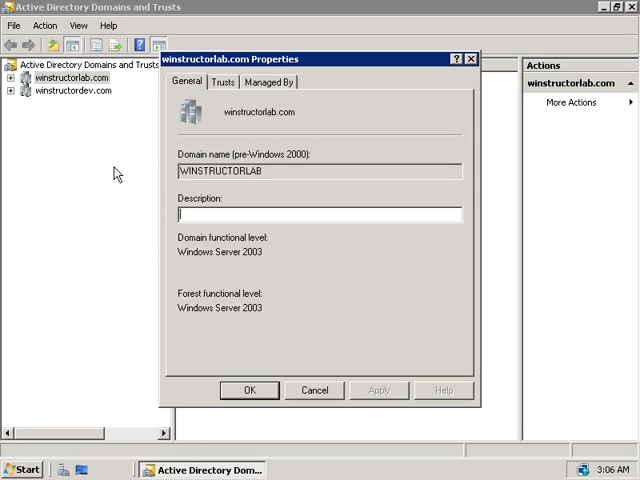 Active Directory Domains and Trusts
File Action View Help
Active Directory Domains and Trusts
winstructorlab.com
winstructordev.com
winstructorlab.com Properties
General Trusts Managed By
winstructorlab.com
Domain name (pre-Windows 2000):
WINSTRUCTORLAB
Description:
Domain functional level:
Windows Server 2003
Forest functional level:
Windows Server 2003
OK Cancel Apply Help
Actions
winstructorlab.com
More Actions
Start Active Directory Dom... 3:06 AM